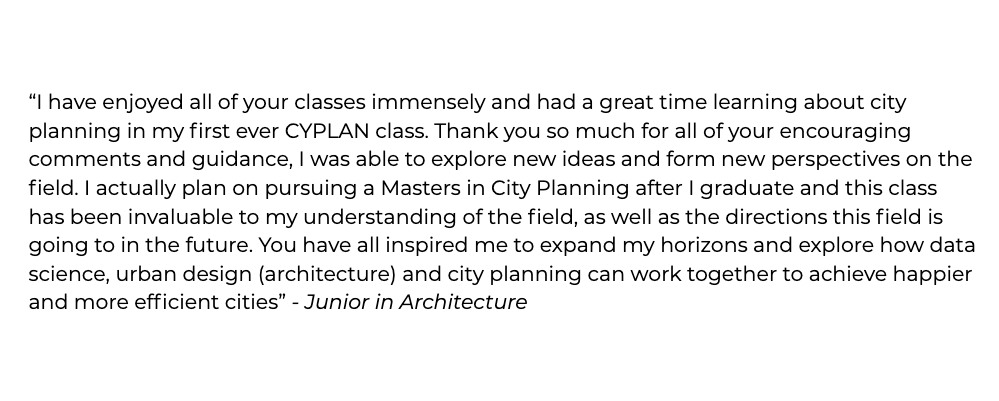 “I have enjoyed all of your classes immensely and had a great time learning about city
planning in my first ever CYPLAN class. Thank you so much for all of your encouraging
comments and guidance, I was able to explore new ideas and form new perspectives on the
field. I actually plan on pursuing a Masters in City Planning after I graduate and this class
has been invaluable to my understanding of the field, as well as the directions this field is
going to in the future. You have all inspired me to expand my horizons and explore how data
science, urban design (architecture) and city planning can work together to achieve happier
and more efficient cities” - Junior in Architecture